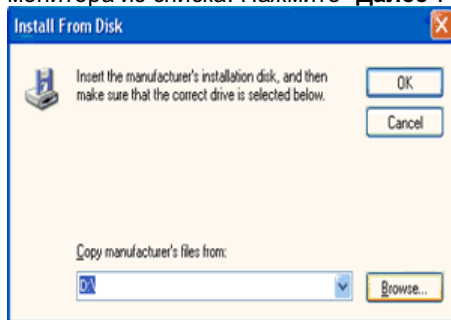 монитора из списка. Нажмите "Далее".
Install From Disk
Insert the manufacturer's installation disk, and then
make sure that the correct drive is selected below.
OK
Cancel
Copy manufacturer's files from:
D:\
Browse...